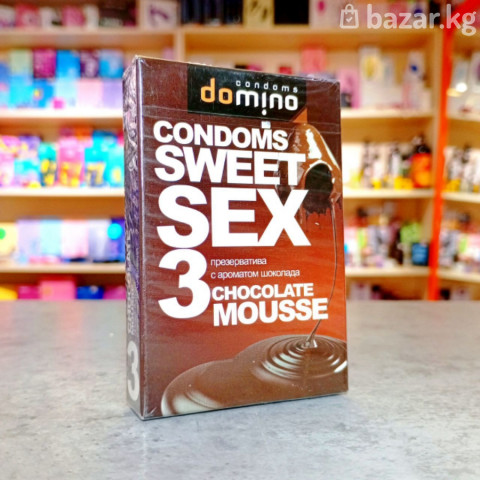 bazar.kg
condoms
domino
CONDOMS
SWEET
SEX
3
презерватива
с ароматом шоколада
CHOCOLATE
MOUSSE
3